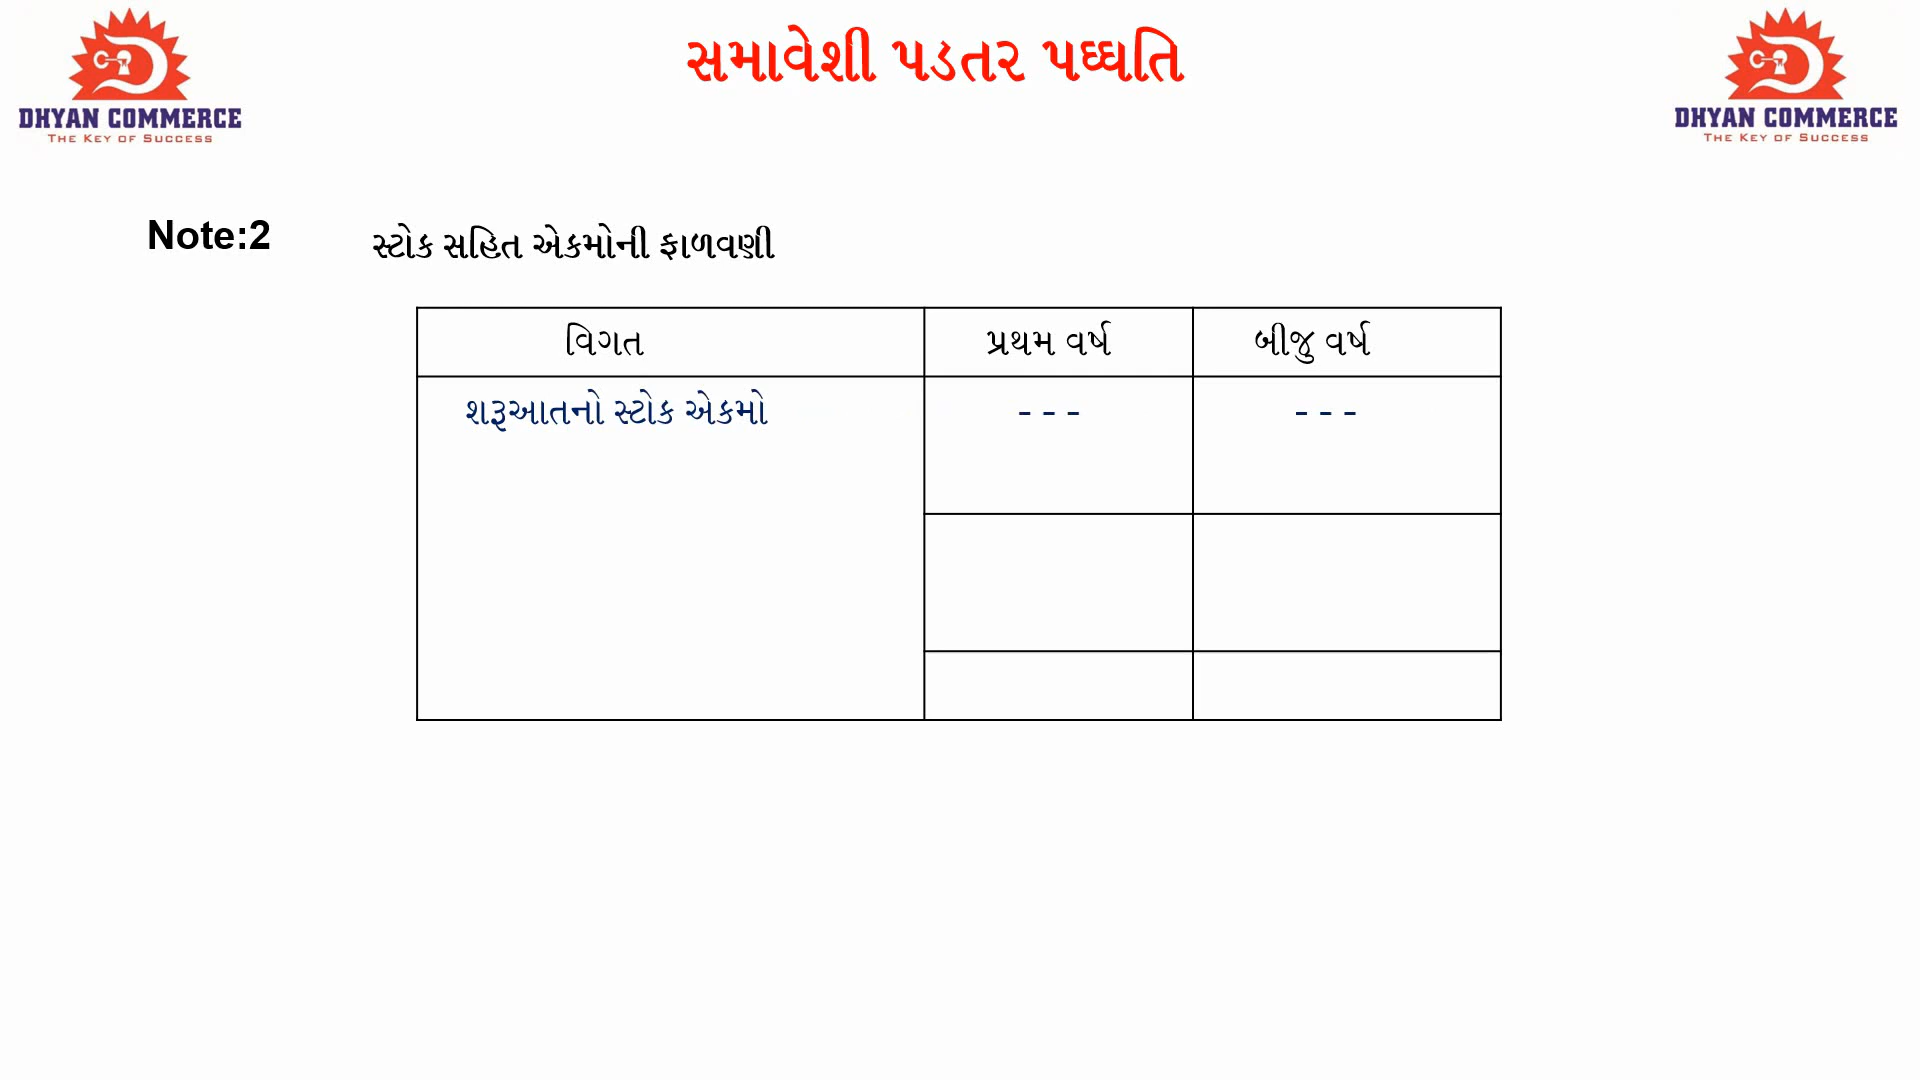 DHYAN COMMERCE
THE KEY OF SUCCESS
સમાવેશી પડતર પધ્ધતિ
DHYAN COMMERCE
THE KEY OF SUCCESS
Note:2 સ્ટોક સહિત એકમોની ફાળવણી
વિગત પ્રથમ વર્ષ બીજુ વર્ષ
શરૂઆતનો સ્ટોક એકમો - - - - - -